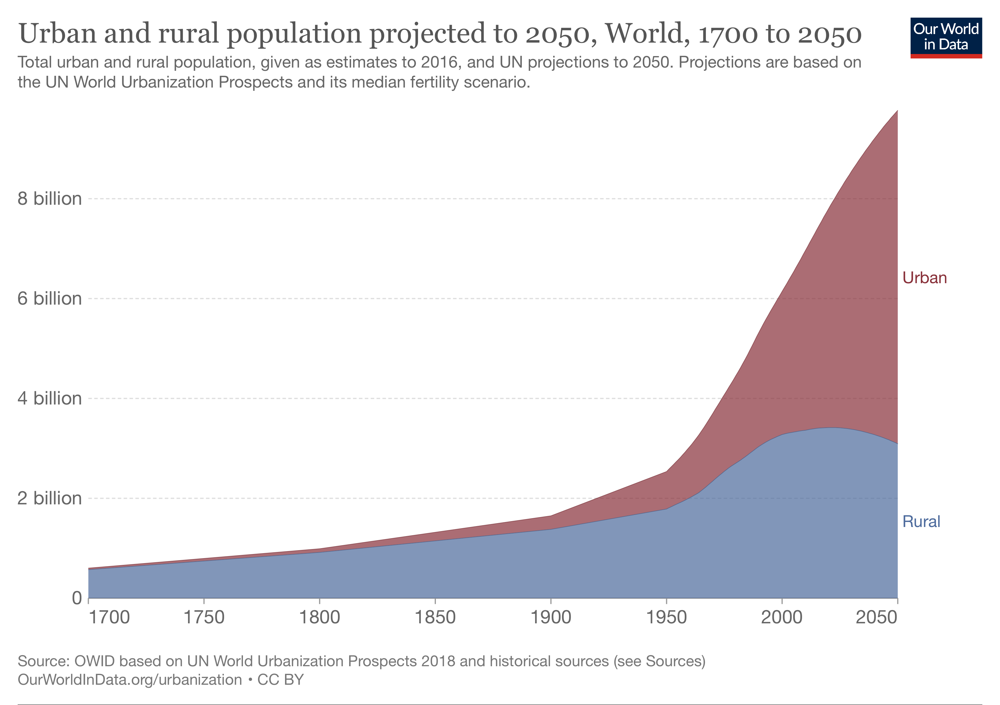 Urban and rural population projected to 2050, World, 1700 to 2050
Our World
in Data
Total urban and rural population, given as estimates to 2016, and UN projections to 2050. Projections are based on
the UN World Urbanization Prospects and its median fertility scenario.
8 billion
6 billion
4 billion
2 billion
0
Urban
Rural
1700
1750
1800
1850
1900
1950
2000
2050
Source: OWID based on UN World Urbanization Prospects 2018 and historical sources (see Sources)
OurWorldInData.org/urbanization • CC BY